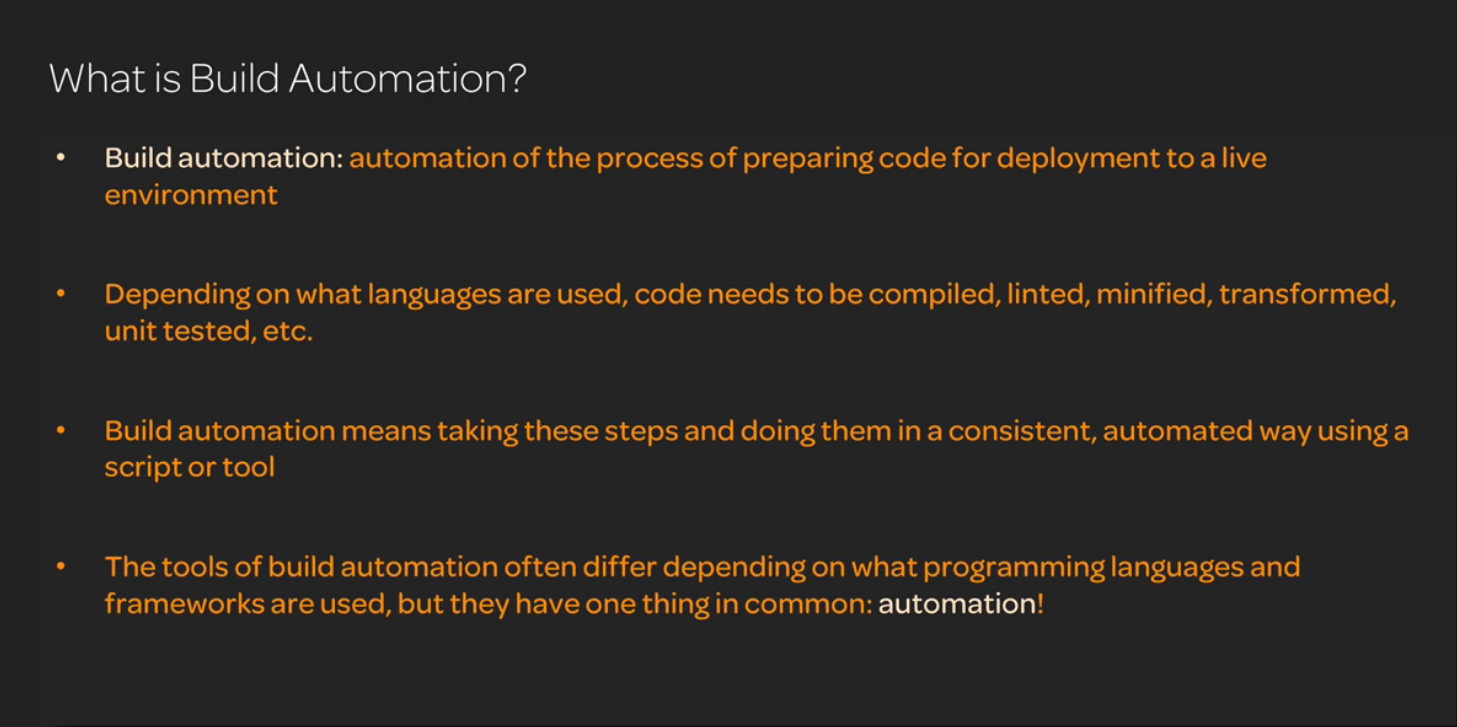 What is Build Automation?
• Build automation: automation of the process of preparing code for deployment to a live
environment
• Depending on what languages are used, code needs to be compiled, linted, minified, transformed,
unit tested, etc.
• Build automation means taking these steps and doing them in a consistent, automated way using a
script or tool
• The tools of build automation often differ depending on what programming languages and
frameworks are used, but they have one thing in common: automation!